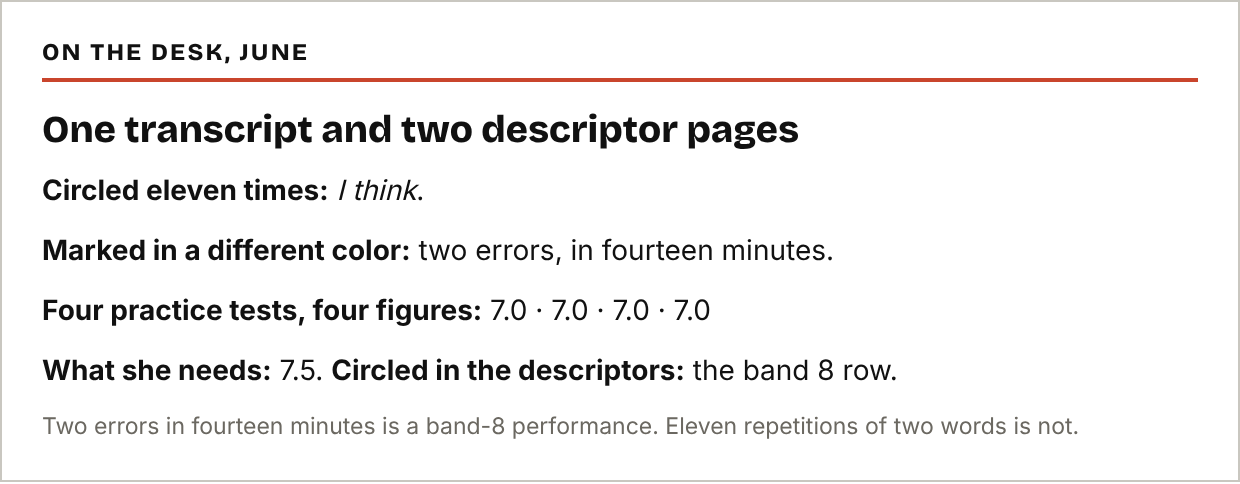 ON THE DESK, JUNE
One transcript and two descriptor pages
Circled eleven times: I think.
Marked in a different color: two errors, in fourteen minutes.
Four practice tests, four figures: 7.0 · 7.0 · 7.0 · 7.0
What she needs: 7.5. Circled in the descriptors: the band 8 row.
Two errors in fourteen minutes is a band-8 performance. Eleven repetitions of two words is not.